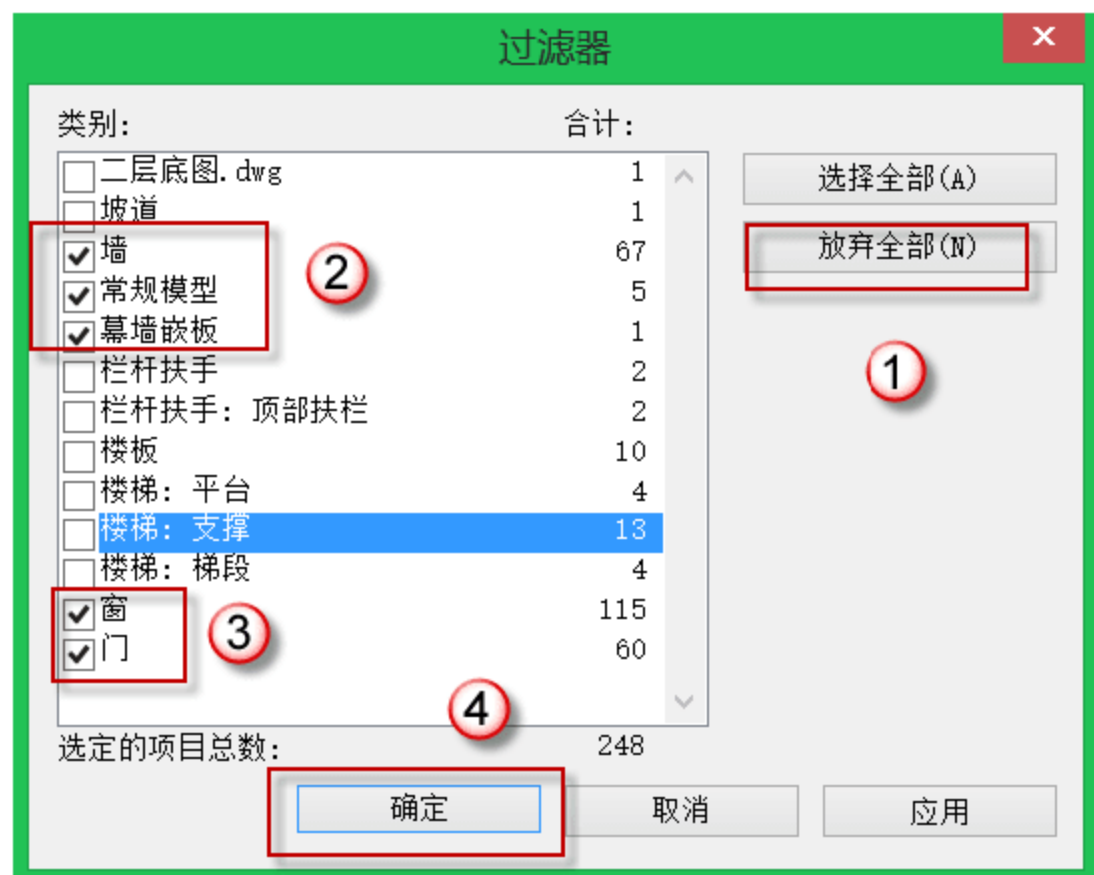 过滤器
类别: 合计:
二层底图.dwg 1
选择全部(A)
坡道 1
墙 67
放弃全部(N)
②
常规模型 5
幕墙嵌板 1
栏杆扶手 2
①
栏杆扶手: 顶部扶栏 2
楼板 10
楼梯: 平台 4
楼梯: 支撑 13
楼梯: 梯段 4
窗 115
③
门 60
④
选定的项目总数: 248
确定 取消 应用